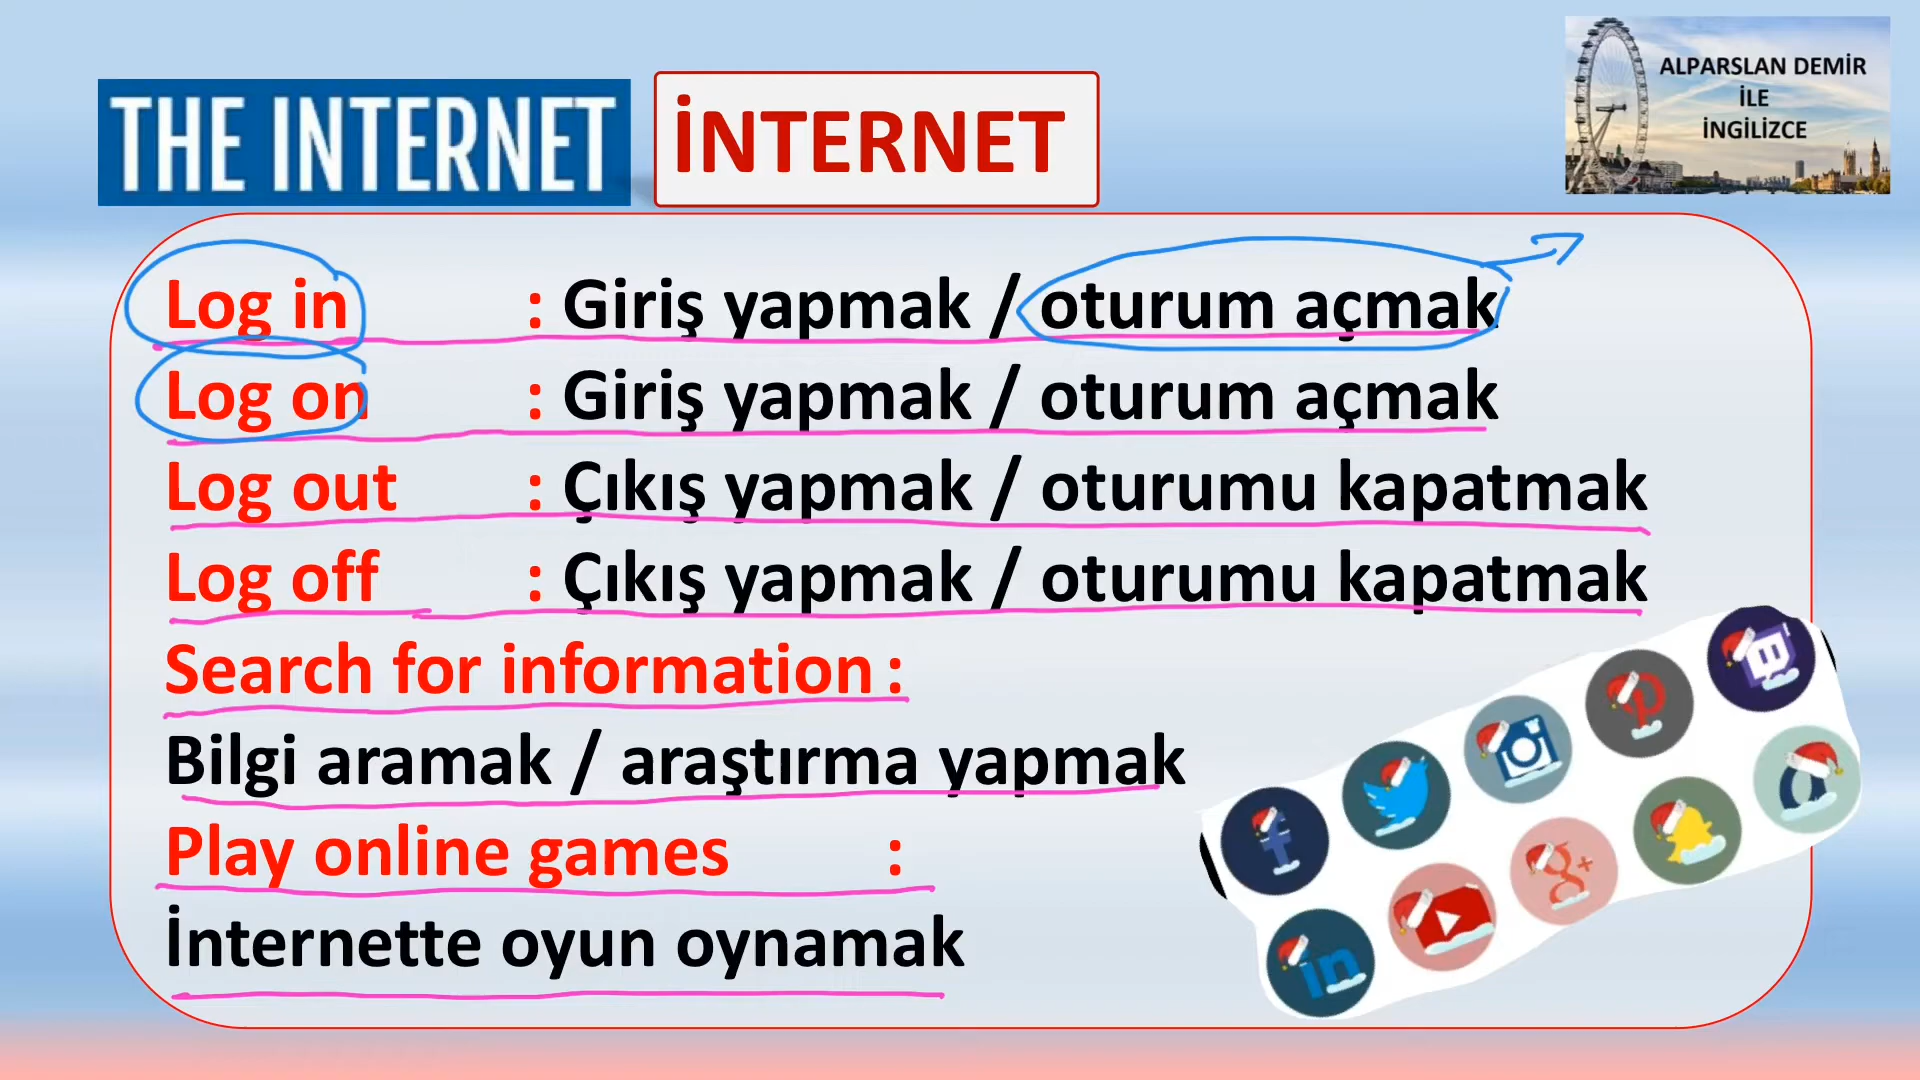 THE INTERNET
İNTERNET
ALPARSLAN DEMİR
İLE
İNGİLİZCE
Log in : Giriş yapmak / oturum açmak
Log on : Giriş yapmak / oturum açmak
Log out : Çıkış yapmak / oturumu kapatmak
Log off : Çıkış yapmak / oturumu kapatmak
Search for information :
Bilgi aramak / araştırma yapmak
Play online games :
İnternette oyun oynamak